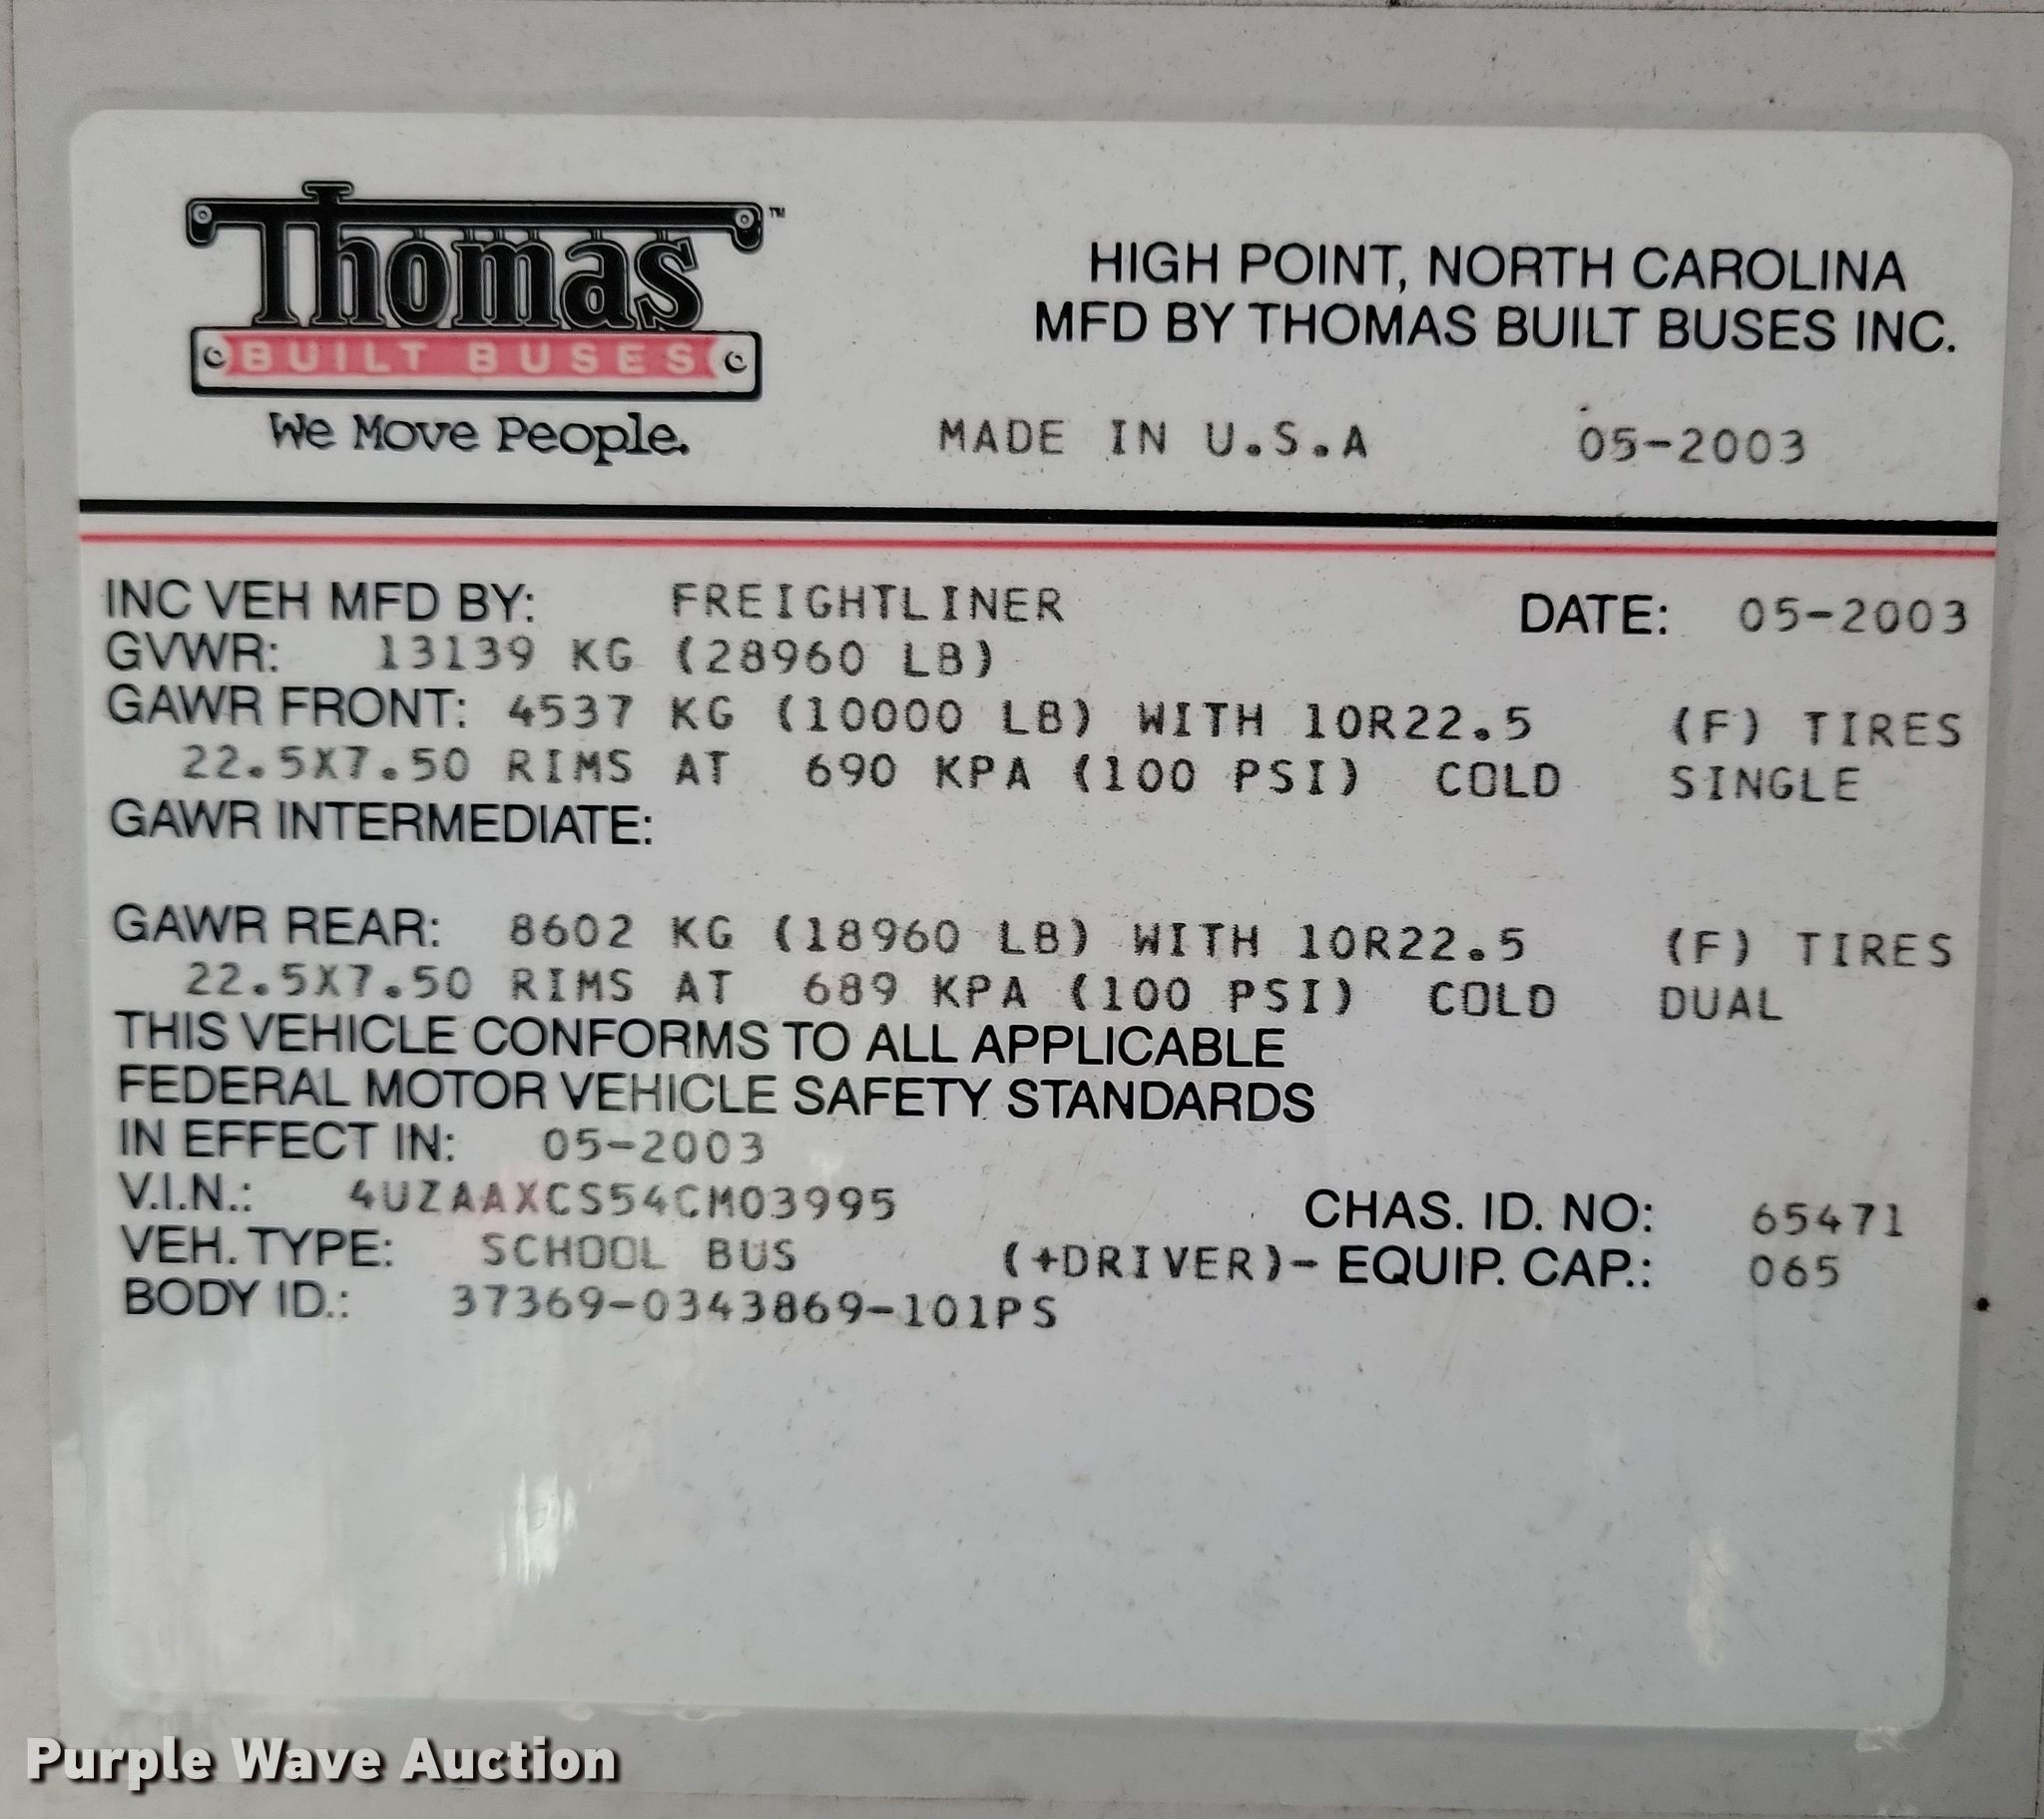 Thomas™
BUILT BUSES
We Move People.
HIGH POINT, NORTH CAROLINA
MFD BY THOMAS BUILT BUSES INC.
MADE IN U.S.A 05-2003
INC VEH MFD BY: FREIGHTLINER DATE: 05-2003
GVWR: 13139 KG (28960 LB)
GAWR FRONT: 4537 KG (10000 LB) WITH 10R22.5 (F) TIRES
22.5X7.50 RIMS AT 690 KPA (100 PSI) COLD SINGLE
GAWR INTERMEDIATE:
GAWR REAR: 8602 KG (18960 LB) WITH 10R22.5 (F) TIRES
22.5X7.50 RIMS AT 689 KPA (100 PSI) COLD DUAL
THIS VEHICLE CONFORMS TO ALL APPLICABLE
FEDERAL MOTOR VEHICLE SAFETY STANDARDS
IN EFFECT IN: 05-2003
V.I.N.: 4UZAAXCS54CM03995 CHAS. ID. NO: 65471
VEH. TYPE: SCHOOL BUS (+DRIVER)- EQUIP. CAP.: 065
BODY ID.: 37369-0343869-101PS
Purple Wave Auction